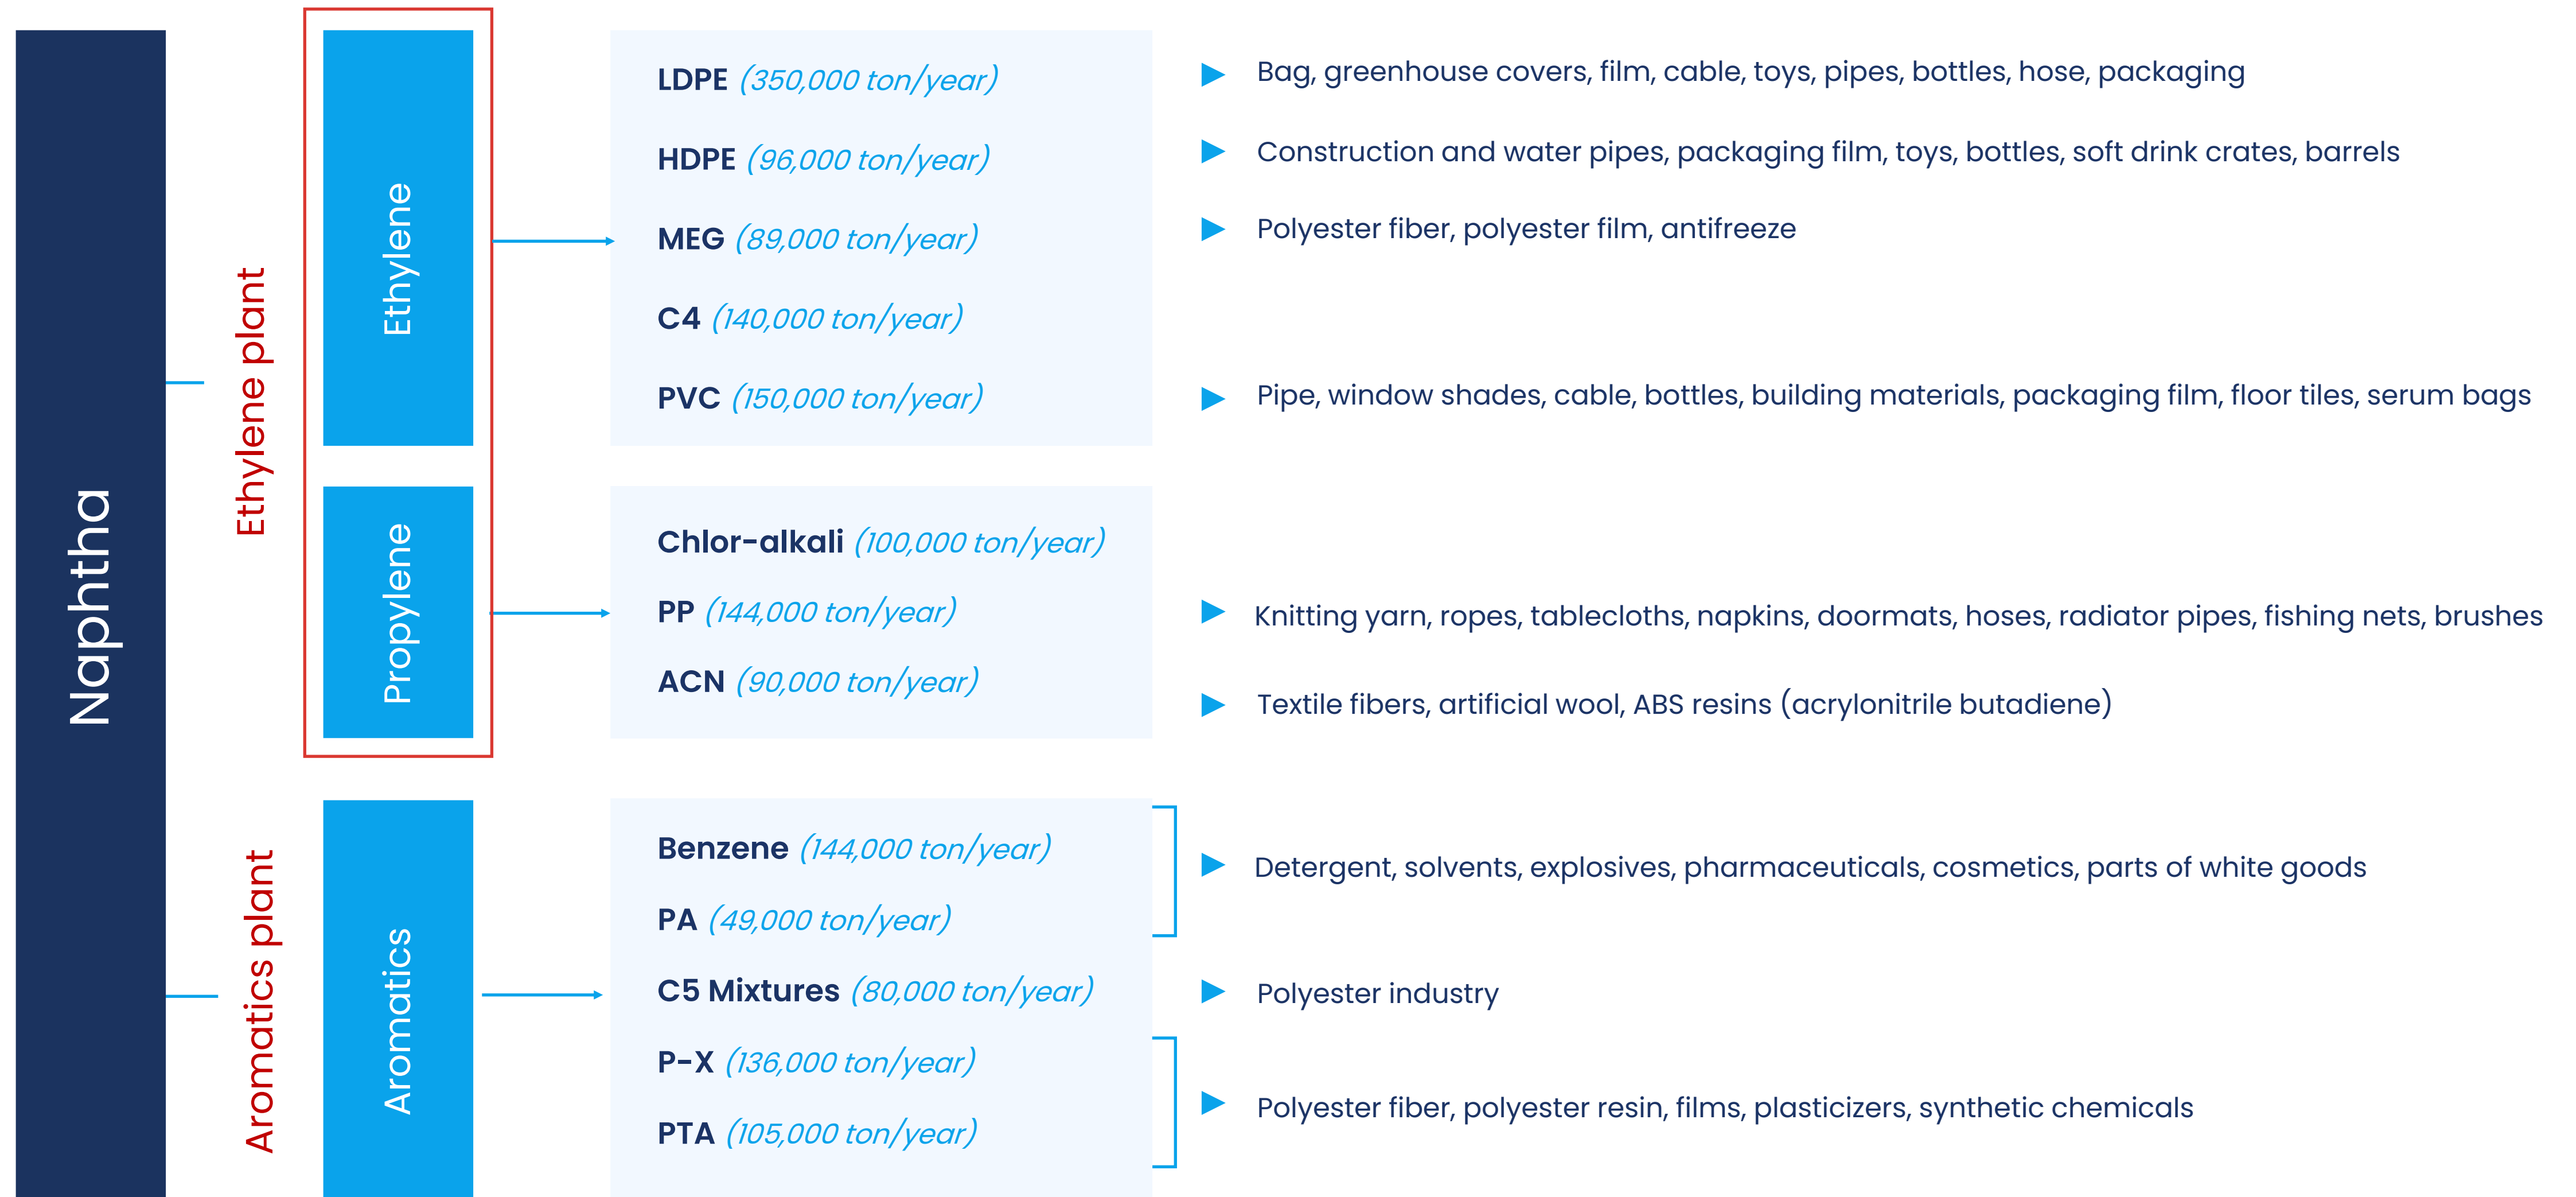 Naphtha
Ethylene plant
Ethylene
LDPE (350,000 ton/year)
Bag, greenhouse covers, film, cable, toys, pipes, bottles, hose, packaging
HDPE (96,000 ton/year)
Construction and water pipes, packaging film, toys, bottles, soft drink crates, barrels
MEG (89,000 ton/year)
Polyester fiber, polyester film, antifreeze
C4 (140,000 ton/year)
PVC (150,000 ton/year)
Pipe, window shades, cable, bottles, building materials, packaging film, floor tiles, serum bags
Propylene
Chlor-alkali (100,000 ton/year)
PP (144,000 ton/year)
Knitting yarn, ropes, tablecloths, napkins, doormats, hoses, radiator pipes, fishing nets, brushes
ACN (90,000 ton/year)
Textile fibers, artificial wool, ABS resins (acrylonitrile butadiene)
Aromatics plant
Aromatics
Benzene (144,000 ton/year)
PA (49,000 ton/year)
Detergent, solvents, explosives, pharmaceuticals, cosmetics, parts of white goods
C5 Mixtures (80,000 ton/year)
Polyester industry
P-X (136,000 ton/year)
PTA (105,000 ton/year)
Polyester fiber, polyester resin, films, plasticizers, synthetic chemicals